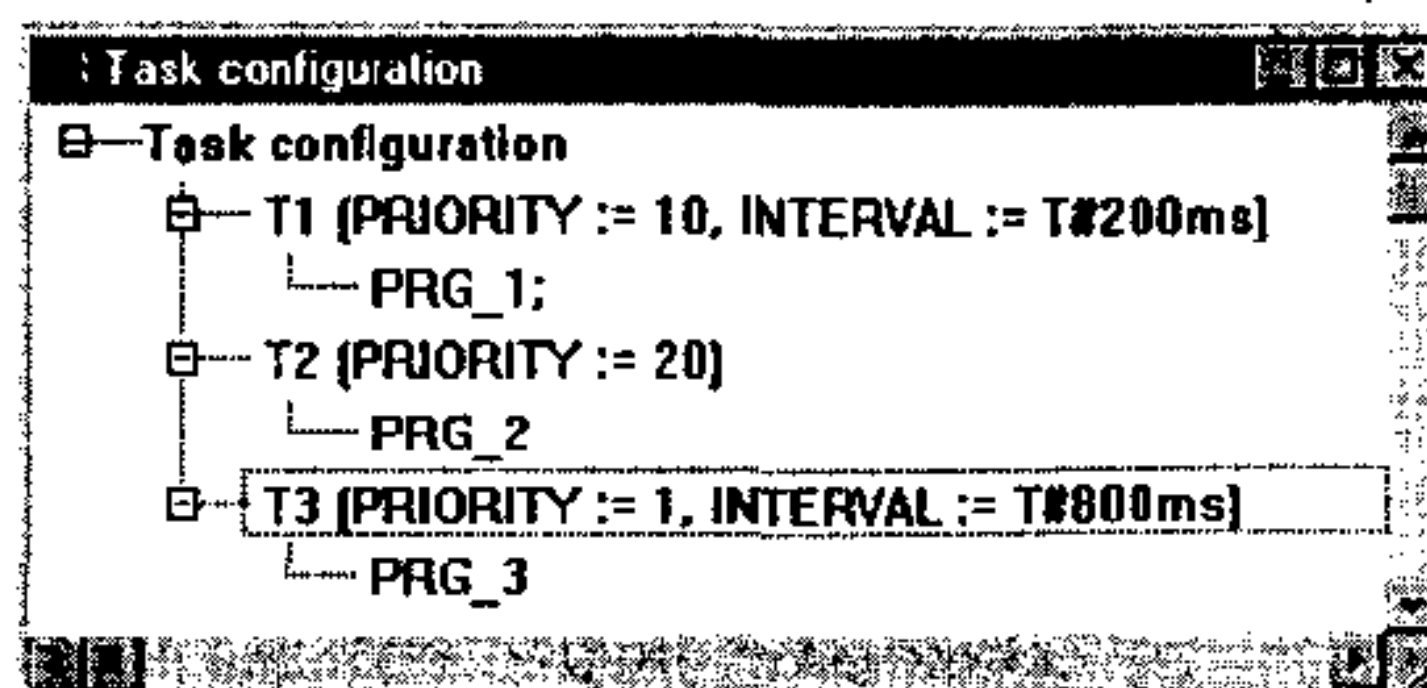 Task configuration
Task configuration
T1 (PRIORITY := 10, INTERVAL := T#200ms)
PRG_1;
T2 (PRIORITY := 20)
PRG_2
T3 (PRIORITY := 1, INTERVAL := T#800ms)
PRG_3